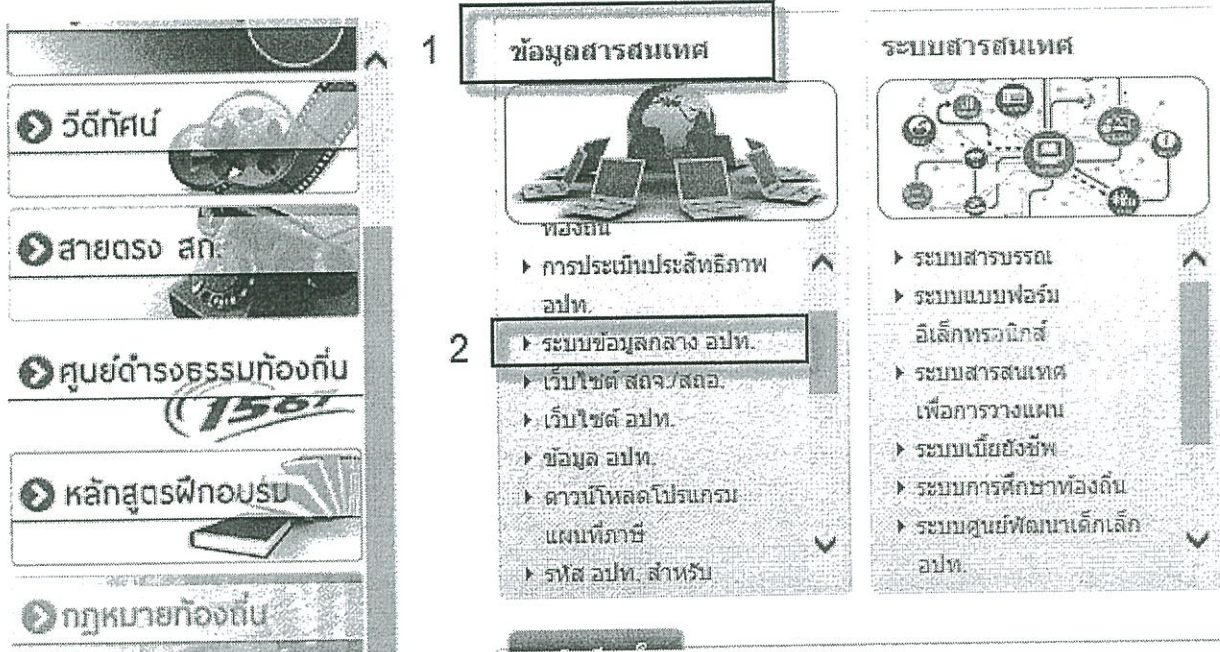 วีดีทัศน์
สายตรง สถ.
ศูนย์ดำรงธรรมท้องถิ่น
1567
หลักสูตรฝึกอบรม
กฎหมายท้องถิ่น
1
ข้อมูลสารสนเทศ
ท้องถิ่น
การประเมินประสิทธิภาพ
อปท.
2
ระบบข้อมูลกลาง อปท.
เว็บไซต์ สถจ./สถอ.
เว็บไซต์ อปท.
ข้อมูล อปท.
ดาวน์โหลดโปรแกรม
แผนที่ภาษี
รหัส อปท. สำหรับ
ระบบสารสนเทศ
ระบบสารบรรณ
ระบบแบบฟอร์ม
อิเล็กทรอนิกส์
ระบบสารสนเทศ
เพื่อการวางแผน
ระบบเบี้ยยังชีพ
ระบบการศึกษาท้องถิ่น
ระบบศูนย์พัฒนาเด็กเล็ก
อปท.